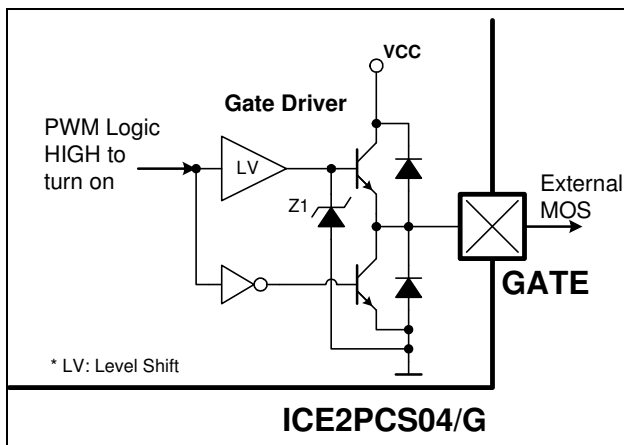 VCC
Gate Driver
PWM Logic
HIGH to
turn on
LV
Z1
External
MOS
GATE
* LV: Level Shift
ICE2PCS04/G